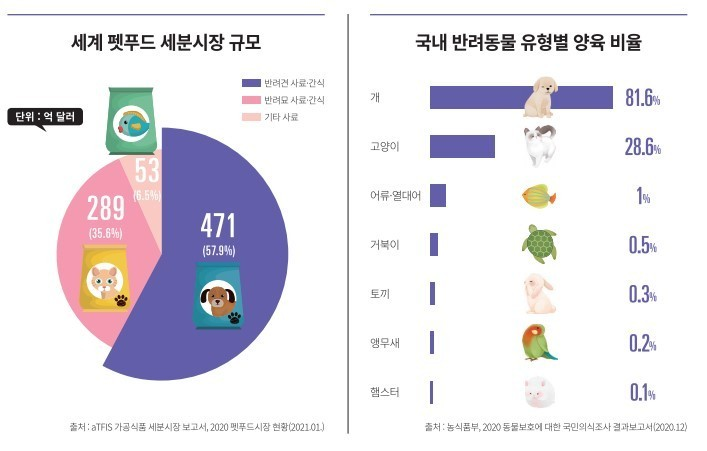 세계 펫푸드 세분시장 규모
단위 : 억 달러
반려견 사료·간식
반려묘 사료·간식
기타 사료
53
(6.5%)
289
(35.6%)
471
(57.9%)
출처 : aTFIS 가공식품 세분시장 보고서, 2020 펫푸드시장 현황(2021.01.)
국내 반려동물 유형별 양육 비율
개 81.6%
고양이 28.6%
어류·열대어 1%
거북이 0.5%
토끼 0.3%
앵무새 0.2%
햄스터 0.1%
출처 : 농식품부, 2020 동물보호에 대한 국민의식조사 결과보고서(2020.12)